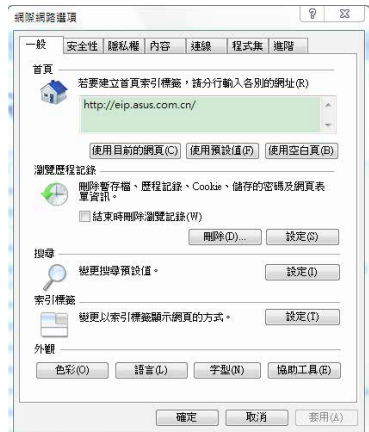 網際網路選項
一般 安全性 隱私權 內容 連線 程式集 進階
首頁
若要建立首頁索引標籤，請分行輸入各別的網址(R)
http://eip.asus.com.cn/
使用目前的網頁(C) 使用預設值(F) 使用空白頁(B)
瀏覽歷程記錄
刪除暫存檔、歷程記錄、Cookie、儲存的密碼及網頁表
單資訊。
結束時刪除瀏覽記錄(W)
刪除(D)... 設定(S)
搜尋
變更搜尋預設值。 設定(I)
索引標籤
變更以索引標籤顯示網頁的方式。 設定(T)
外觀
色彩(O) 語言(L) 字型(N) 協助工具(E)
確定 取消 套用(A)